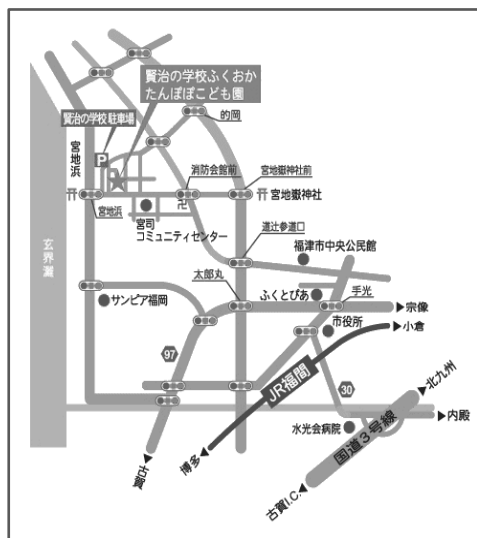 賢治の学校ふくおか
たんぽぽこども園
賢治の学校 駐車場
P
的岡
宮地浜
消防会館前
宮地嶽神社前
宮地浜
卍
宮地嶽神社
宮司
コミュニティセンター
玄界灘
道辻参道口
福津市中央公民館
太郎丸
サンピア福岡
ふくとぴあ
手光
宗像
市役所
小倉
97
JR福間
30
北九州
内殿
水光会病院
国道3号線
古賀
博多
古賀I.C.